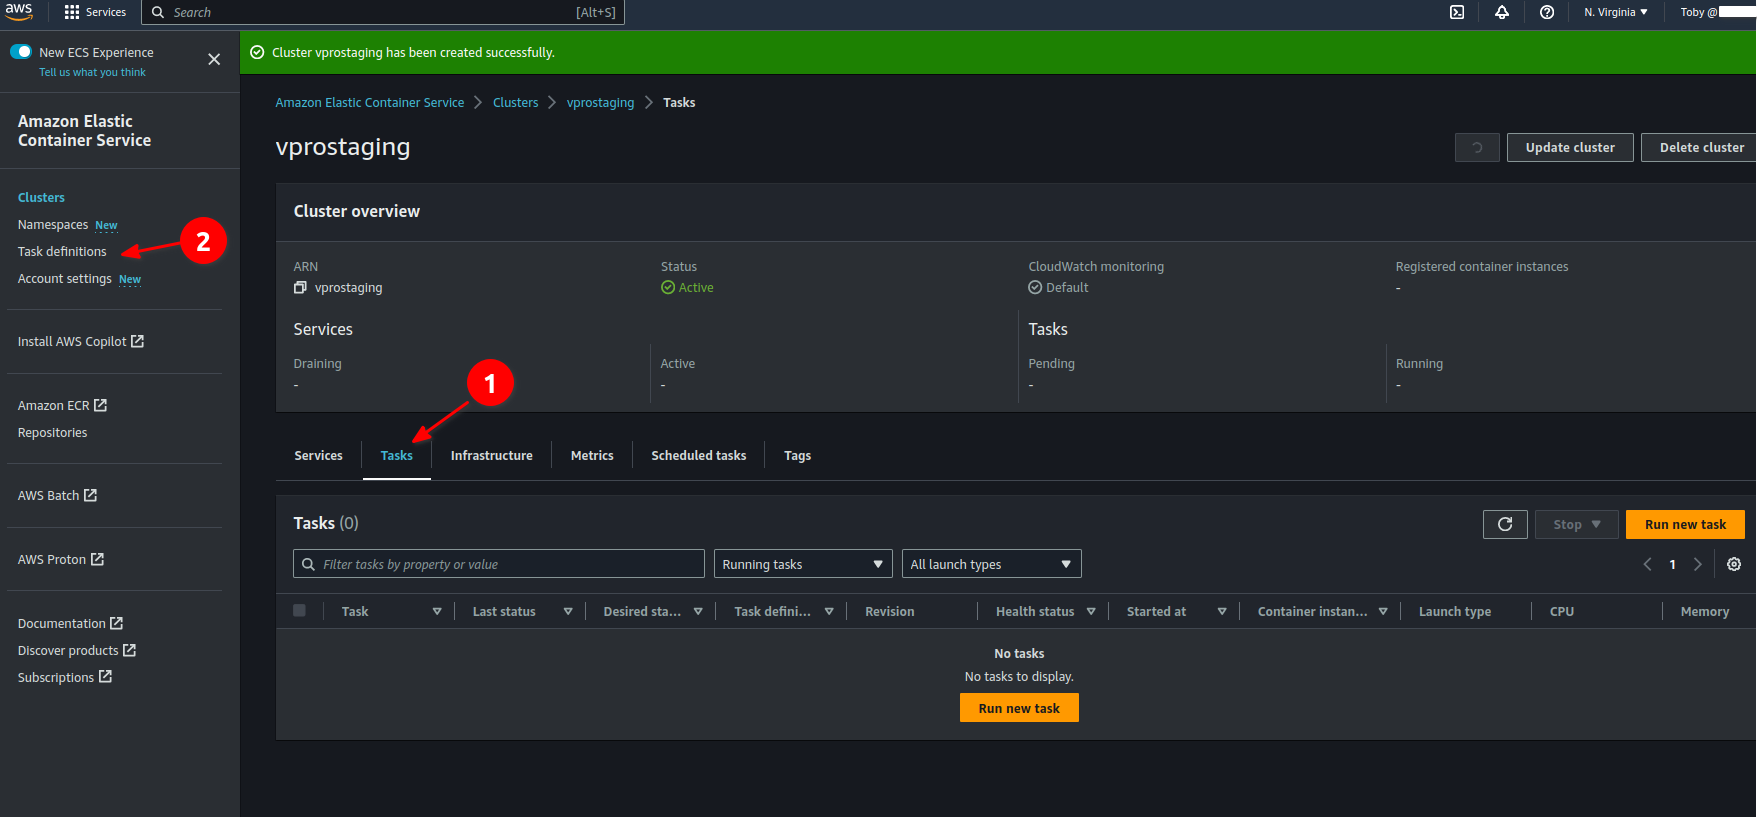 aws
Services
Search
[Alt+S]
N. Virginia
Toby @
New ECS Experience
Tell us what you think
Cluster vprostaging has been created successfully.
Amazon Elastic
Container Service
Clusters
Namespaces New
Task definitions
Account settings New
Install AWS Copilot
Amazon ECR
Repositories
AWS Batch
AWS Proton
Documentation
Discover products
Subscriptions
2
Amazon Elastic Container Service
Clusters
vprostaging
Tasks
vprostaging
Update cluster
Delete cluster
Cluster overview
ARN
vprostaging
Status
Active
CloudWatch monitoring
Default
Registered container instances
-
Services
Tasks
Draining
-
Active
-
Pending
-
Running
-
1
Services
Tasks
Infrastructure
Metrics
Scheduled tasks
Tags
Tasks (0)
Stop
Run new task
Filter tasks by property or value
Running tasks
All launch types
1
Task
Last status
Desired sta...
Task defini...
Revision
Health status
Started at
Container instan...
Launch type
CPU
Memory
No tasks
No tasks to display.
Run new task